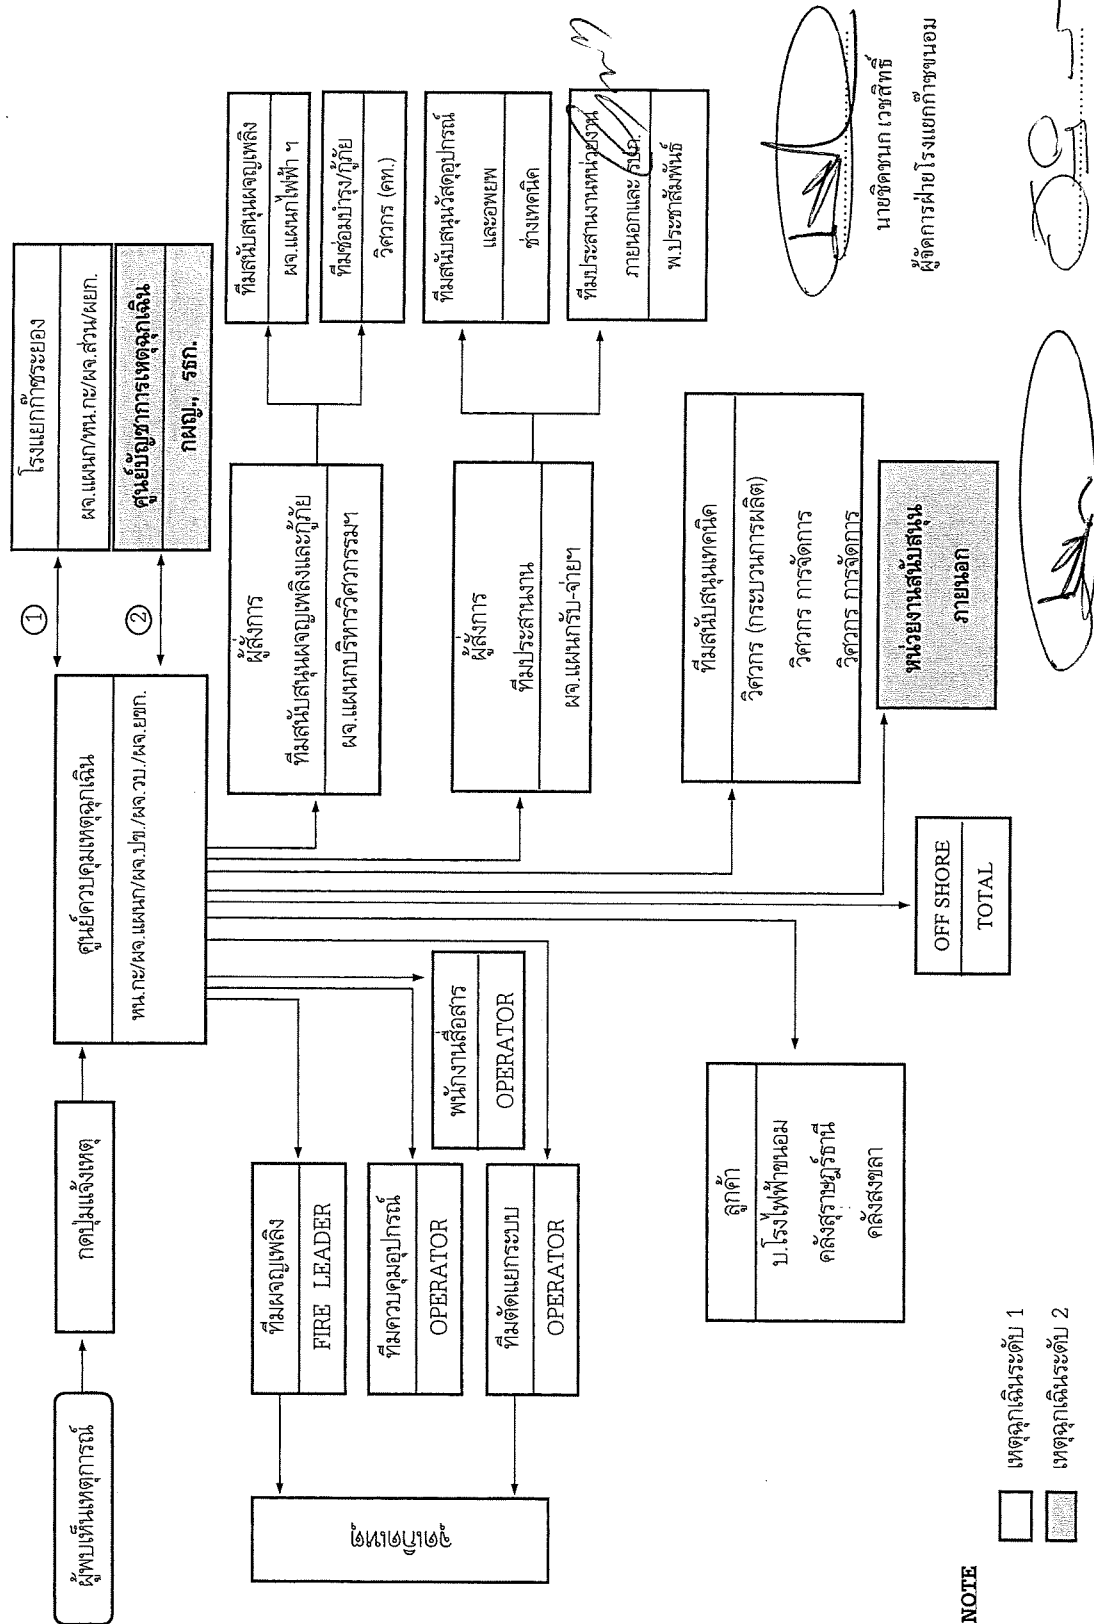 ผู้พบเห็นเหตุการณ์
กดปุ่มแจ้งเหตุ
ศูนย์ควบคุมเหตุฉุกเฉิน
หน.กะ/ผจ.แผนก/ผจ.ปข./ผจ.วบ./ผจ.ยขก.
1
โรงแยกก๊าซระยอง
ผจ.แผนก/หน.กะ/ผจ.ส่วน/ผยก.
2
ศูนย์บัญชาการเหตุฉุกเฉิน
กผญ., รธก.
จุดเกิดเหตุ
ทีมผจญเพลิง
FIRE LEADER
ทีมควบคุมอุปกรณ์
OPERATOR
ทีมตัดแยกระบบ
OPERATOR
พนักงานสื่อสาร
OPERATOR
ผู้สั่งการ
ทีมสนับสนุนผจญเพลิงและกู้ภัย
ผจ.แผนกบริหารวิศวกรรมฯ
ทีมสนับสนุนผจญเพลิง
ผจ.แผนกไฟฟ้า ฯ
ทีมซ่อมบำรุง/กู้ภัย
วิศวกร (คท.)
ผู้สั่งการ
ทีมประสานงาน
ผจ.แผนกรับ-จ่ายฯ
ทีมสนับสนุนวัสดุอุปกรณ์
และอพยพ
ช่างเทคนิค
ทีมประสานงานหน่วยงาน
ภายนอกและ รปภ.
พ.ประชาสัมพันธ์
ทีมสนับสนุนเทคนิค
วิศวกร (กระบวนการผลิต)
วิศวกร การจัดการ
วิศวกร การจัดการ
หน่วยงานสนับสนุน
ภายนอก
OFF SHORE
TOTAL
ลูกค้า
บ.โรงไฟฟ้าขนอม
คลังสุราษฎร์ธานี
คลังสงขลา
นายชิดชนก เวชสิทธิ์
ผู้จัดการฝ่ายโรงแยกก๊าซขนอม
NOTE
เหตุฉุกเฉินระดับ 1
เหตุฉุกเฉินระดับ 2